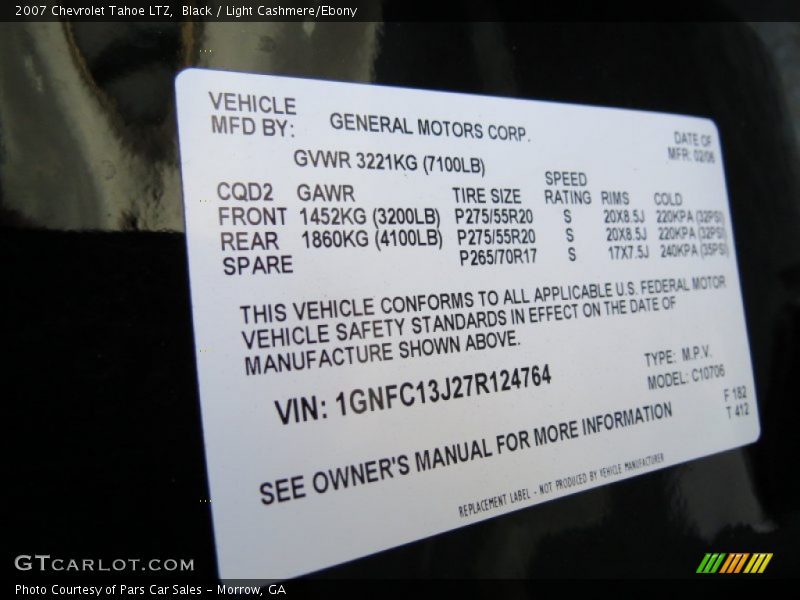 2007 Chevrolet Tahoe LTZ, Black / Light Cashmere/Ebony
VEHICLE
MFD BY: GENERAL MOTORS CORP.
DATE OF
MFR: 02/06
GVWR 3221KG (7100LB)
CQD2 GAWR TIRE SIZE SPEED RATING RIMS COLD
FRONT 1452KG (3200LB) P275/55R20 S 20X8.5J 220KPA (32PSI)
REAR 1860KG (4100LB) P275/55R20 S 20X8.5J 220KPA (32PSI)
SPARE P265/70R17 S 17X7.5J 240KPA (35PSI)
THIS VEHICLE CONFORMS TO ALL APPLICABLE U.S. FEDERAL MOTOR
VEHICLE SAFETY STANDARDS IN EFFECT ON THE DATE OF
MANUFACTURE SHOWN ABOVE.
VIN: 1GNFC13J27R124764
TYPE: M.P.V.
MODEL: C10706
F 182
T 412
SEE OWNER'S MANUAL FOR MORE INFORMATION
REPLACEMENT LABEL - NOT PRODUCED BY VEHICLE MANUFACTURER
GTCARLOT.COM
Photo Courtesy of Pars Car Sales - Morrow, GA